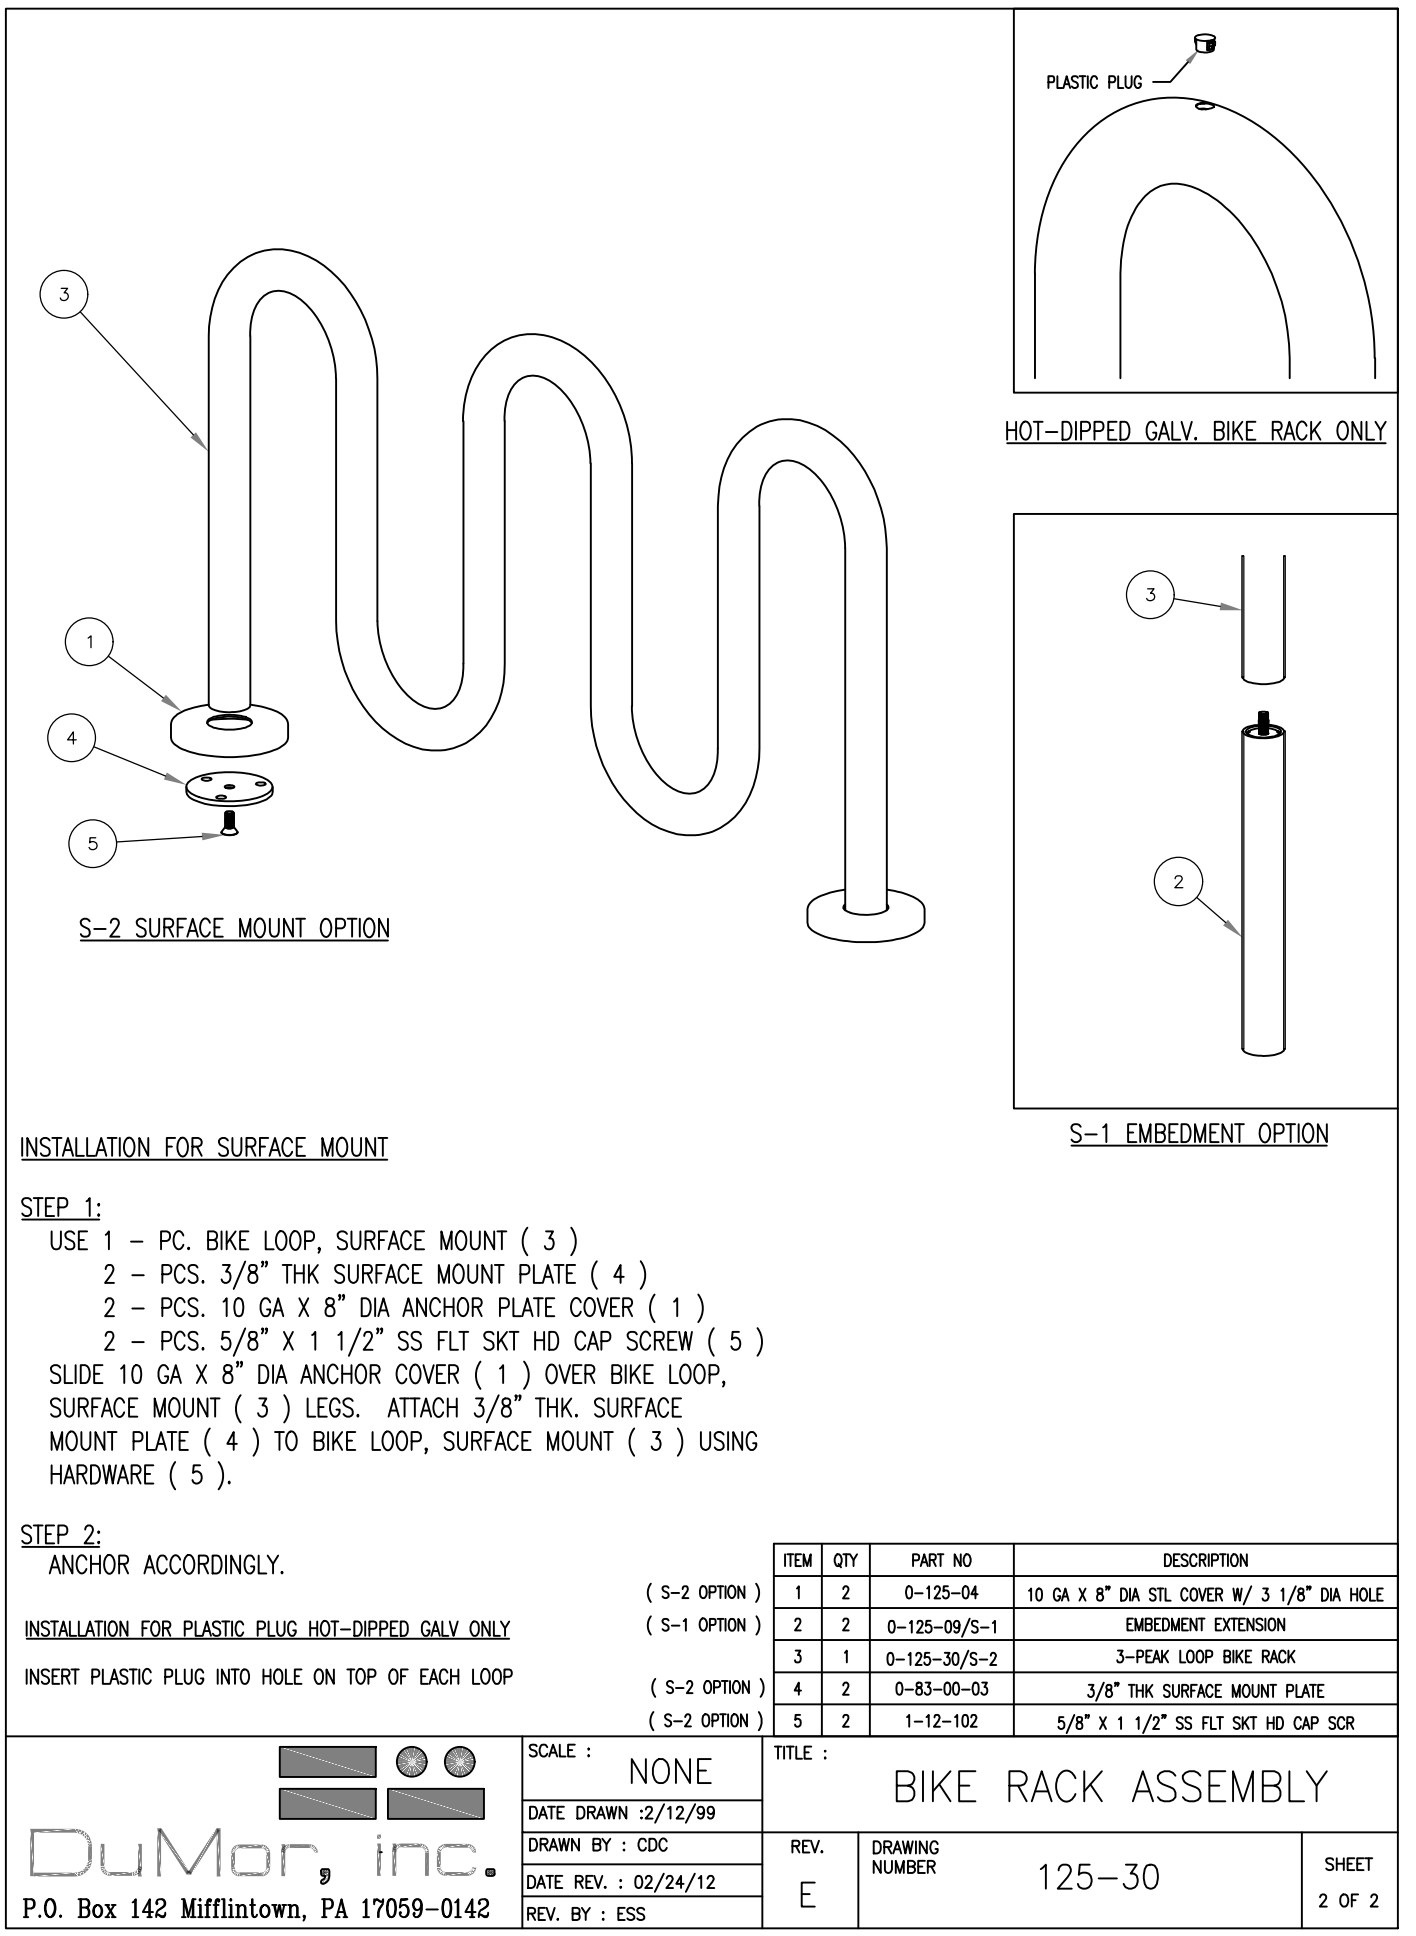 PLASTIC PLUG
HOT-DIPPED GALV. BIKE RACK ONLY
3
1
4
5
S-2 SURFACE MOUNT OPTION
3
2
S-1 EMBEDMENT OPTION
INSTALLATION FOR SURFACE MOUNT
STEP 1:
USE 1 - PC. BIKE LOOP, SURFACE MOUNT ( 3 )
2 - PCS. 3/8" THK SURFACE MOUNT PLATE ( 4 )
2 - PCS. 10 GA X 8" DIA ANCHOR PLATE COVER ( 1 )
2 - PCS. 5/8" X 1 1/2" SS FLT SKT HD CAP SCREW ( 5 )
SLIDE 10 GA X 8" DIA ANCHOR COVER ( 1 ) OVER BIKE LOOP,
SURFACE MOUNT ( 3 ) LEGS. ATTACH 3/8" THK. SURFACE
MOUNT PLATE ( 4 ) TO BIKE LOOP, SURFACE MOUNT ( 3 ) USING
HARDWARE ( 5 ).
STEP 2:
ANCHOR ACCORDINGLY.
INSTALLATION FOR PLASTIC PLUG HOT-DIPPED GALV ONLY
INSERT PLASTIC PLUG INTO HOLE ON TOP OF EACH LOOP
ITEM QTY PART NO DESCRIPTION
( S-2 OPTION ) 1 2 0-125-04 10 GA X 8" DIA STL COVER W/ 3 1/8" DIA HOLE
( S-1 OPTION ) 2 2 0-125-09/S-1 EMBEDMENT EXTENSION
3 1 0-125-30/S-2 3-PEAK LOOP BIKE RACK
( S-2 OPTION ) 4 2 0-83-00-03 3/8" THK SURFACE MOUNT PLATE
( S-2 OPTION ) 5 2 1-12-102 5/8" X 1 1/2" SS FLT SKT HD CAP SCR
DuMor, inc.
P.O. Box 142 Mifflintown, PA 17059-0142
SCALE : NONE
DATE DRAWN :2/12/99
DRAWN BY : CDC
DATE REV. : 02/24/12
REV. BY : ESS
TITLE :
BIKE RACK ASSEMBLY
REV.
E
DRAWING
NUMBER
125-30
SHEET
2 OF 2